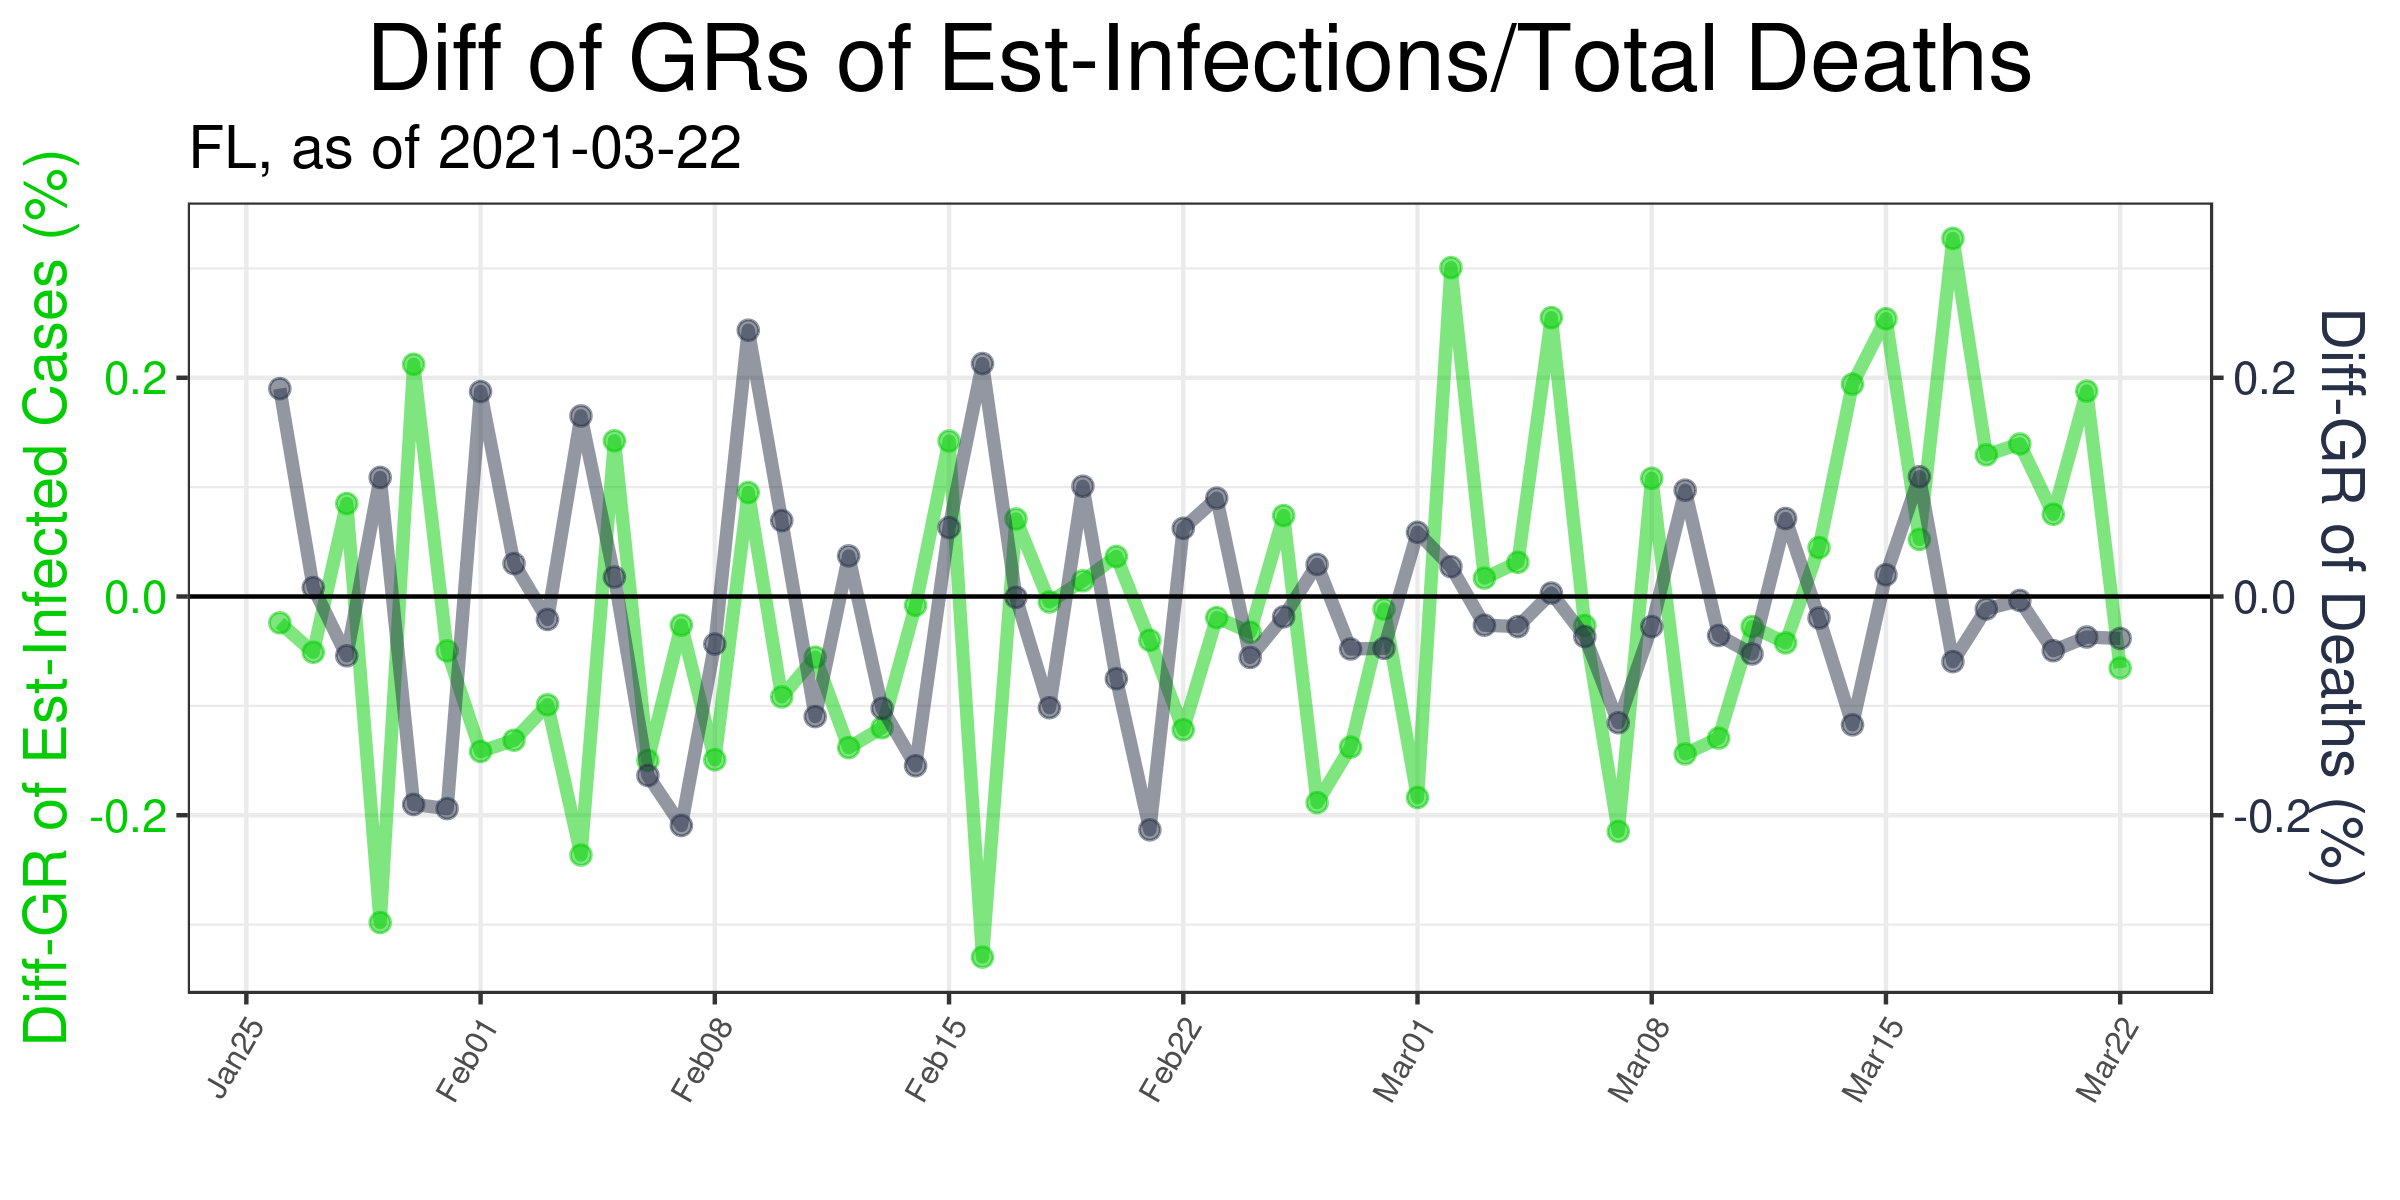 Diff of GRs of Est-Infections/Total Deaths
FL, as of 2021-03-22
Diff-GR of Est-Infected Cases (%)
0.2
0.0
-0.2
0.2
0.0
-0.2
Diff-GR of Deaths (%)
Jan25
Feb01
Feb08
Feb15
Feb22
Mar01
Mar08
Mar15
Mar22